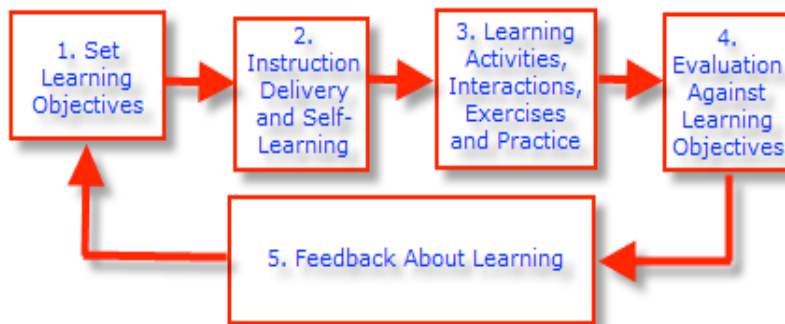 1. Set
Learning
Objectives
2.
Instruction
Delivery
and Self-
Learning
3. Learning
Activities,
Interactions,
Exercises
and Practice
4.
Evaluation
Against
Learning
Objectives
5. Feedback About Learning